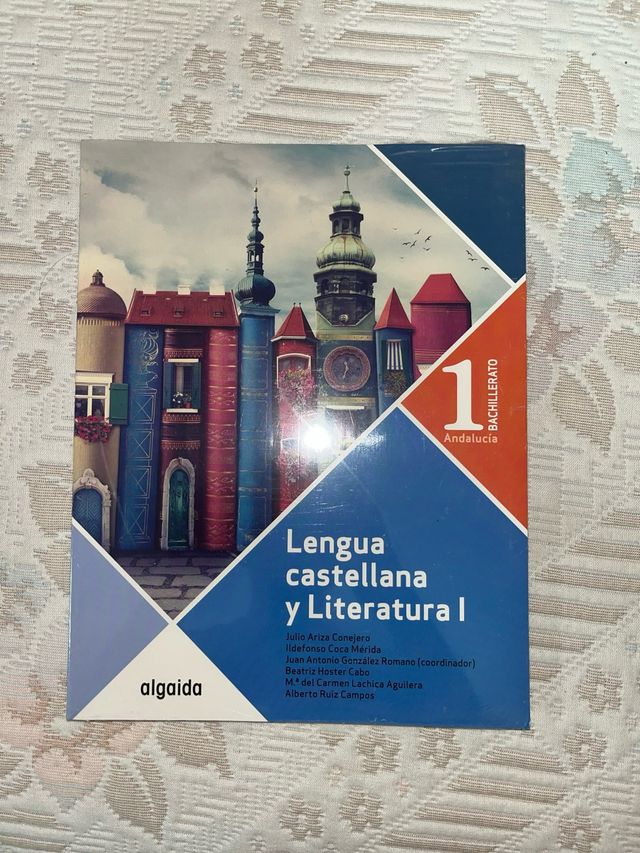 1
BACHILLERATO
Andalucía
Lengua
castellana
y Literatura I
Julio Ariza Conejero
Ildefonso Coca Mérida
Juan Antonio González Romano (coordinador)
Beatriz Hoster Cabo
M.ª del Carmen Lachica Aguilera
Alberto Ruiz Campos
algaida